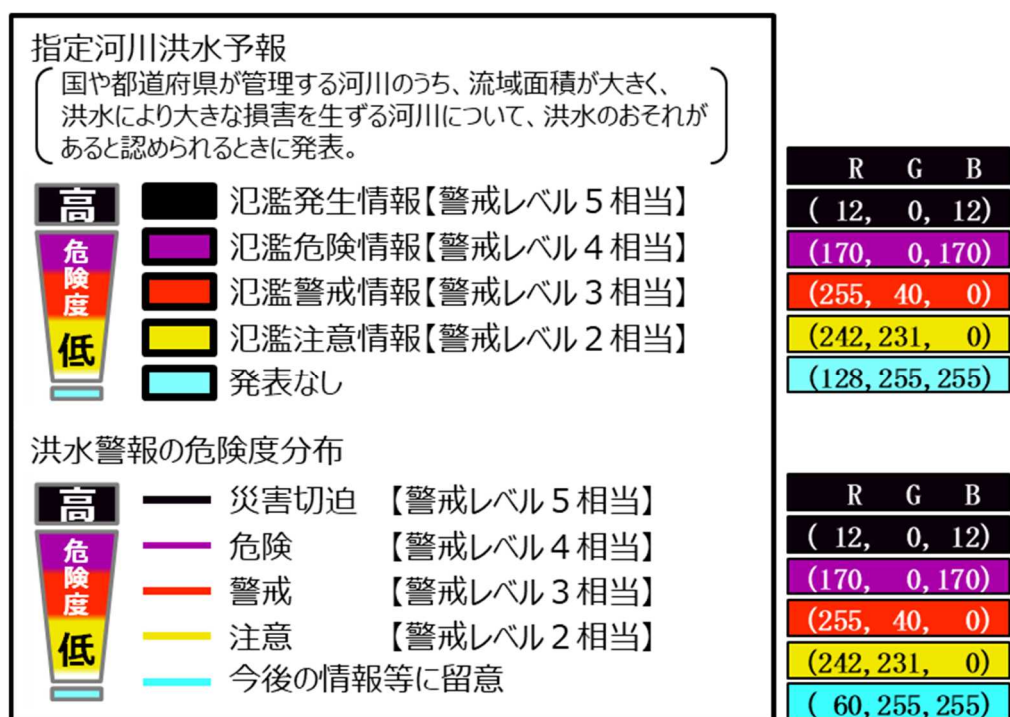 指定河川洪水予報
国や都道府県が管理する河川のうち、流域面積が大きく、
洪水により大きな損害を生ずる河川について、洪水のおそれが
あると認められるときに発表。
R G B
高 氾濫発生情報【警戒レベル5相当】 ( 12, 0, 12)
危険度 氾濫危険情報【警戒レベル4相当】 (170, 0,170)
氾濫警戒情報【警戒レベル3相当】 (255, 40, 0)
低 氾濫注意情報【警戒レベル2相当】 (242,231, 0)
発表なし (128,255,255)
洪水警報の危険度分布
R G B
高 災害切迫 【警戒レベル5相当】 ( 12, 0, 12)
危険度 危険 【警戒レベル4相当】 (170, 0,170)
警戒 【警戒レベル3相当】 (255, 40, 0)
低 注意 【警戒レベル2相当】 (242,231, 0)
今後の情報等に留意 ( 60,255,255)